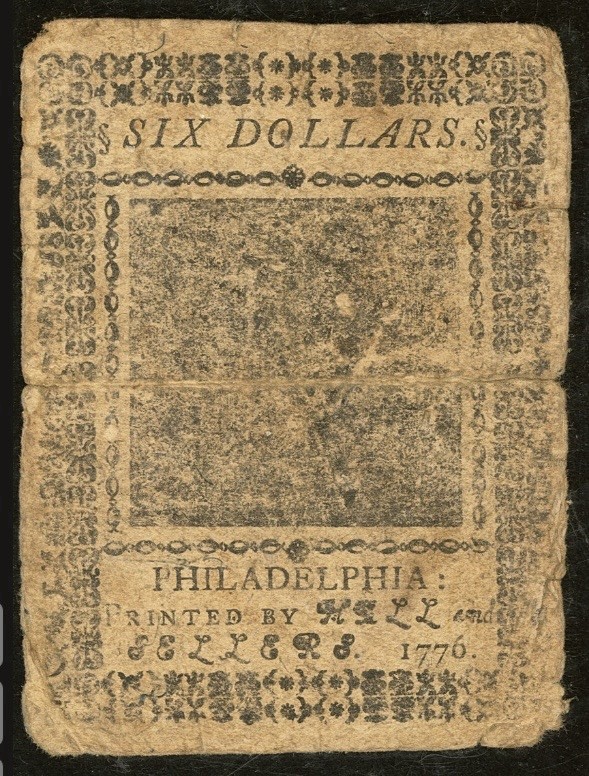 § SIX DOLLARS. §
PHILADELPHIA:
PRINTED BY HALL and
SELLERS. 1776.